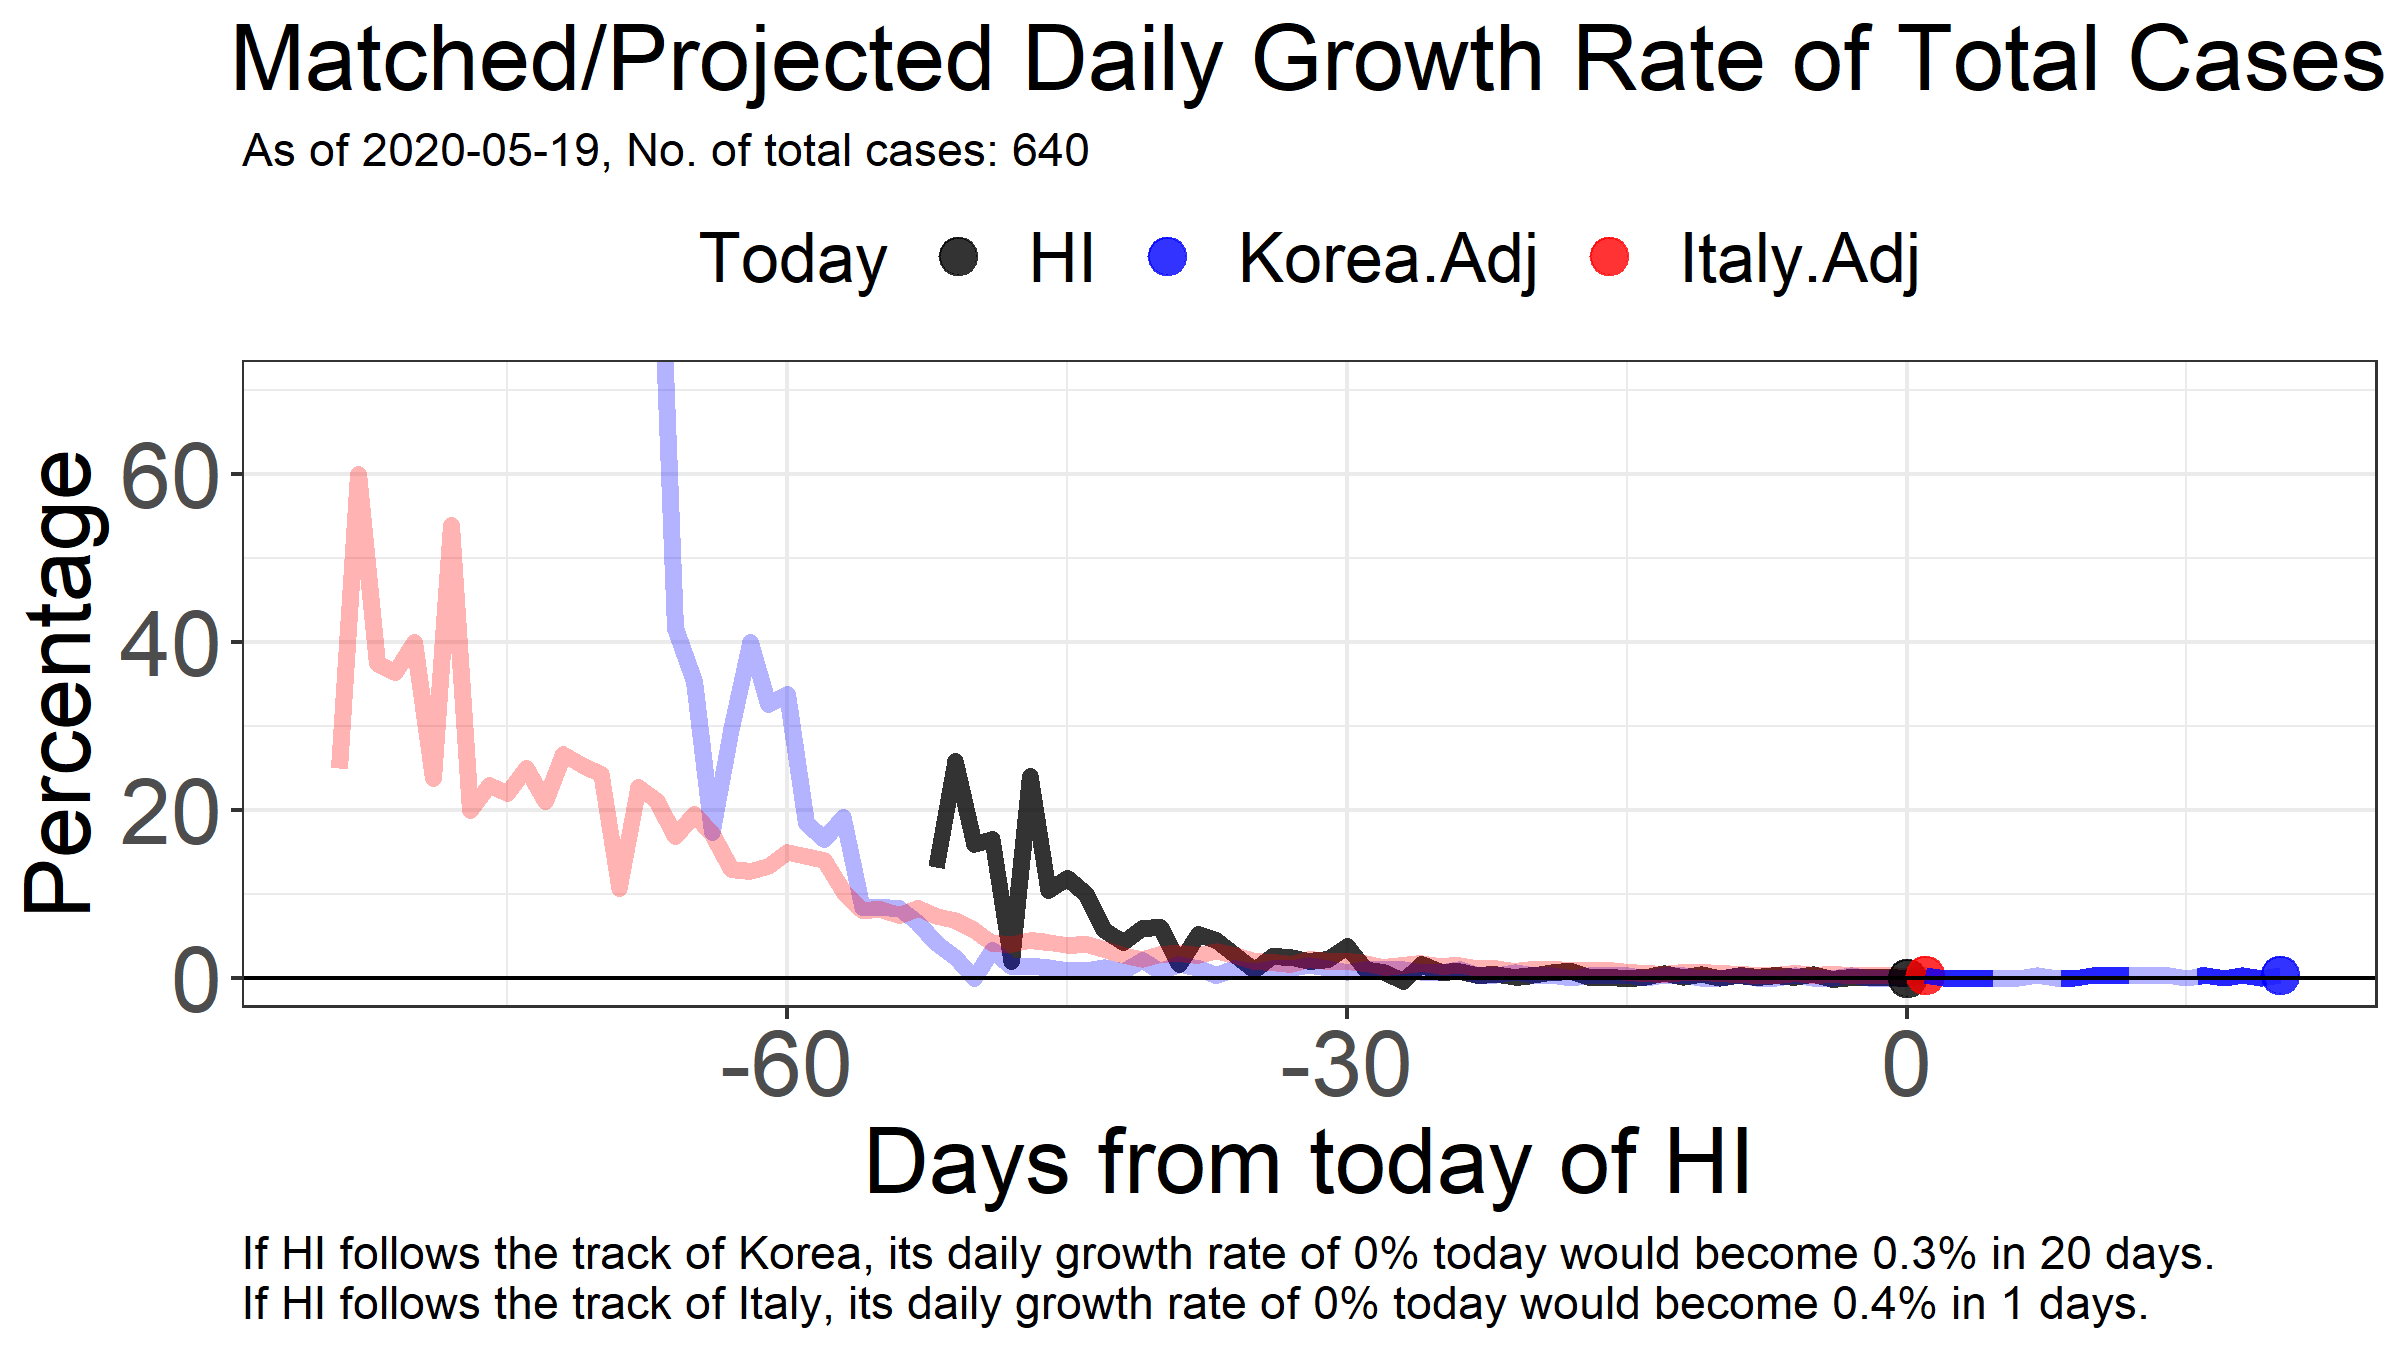 Matched/Projected Daily Growth Rate of Total Cases
As of 2020-05-19, No. of total cases: 640
Today HI Korea.Adj Italy.Adj
Percentage
60
40
20
0
-60 -30 0
Days from today of HI
If HI follows the track of Korea, its daily growth rate of 0% today would become 0.3% in 20 days.
If HI follows the track of Italy, its daily growth rate of 0% today would become 0.4% in 1 days.